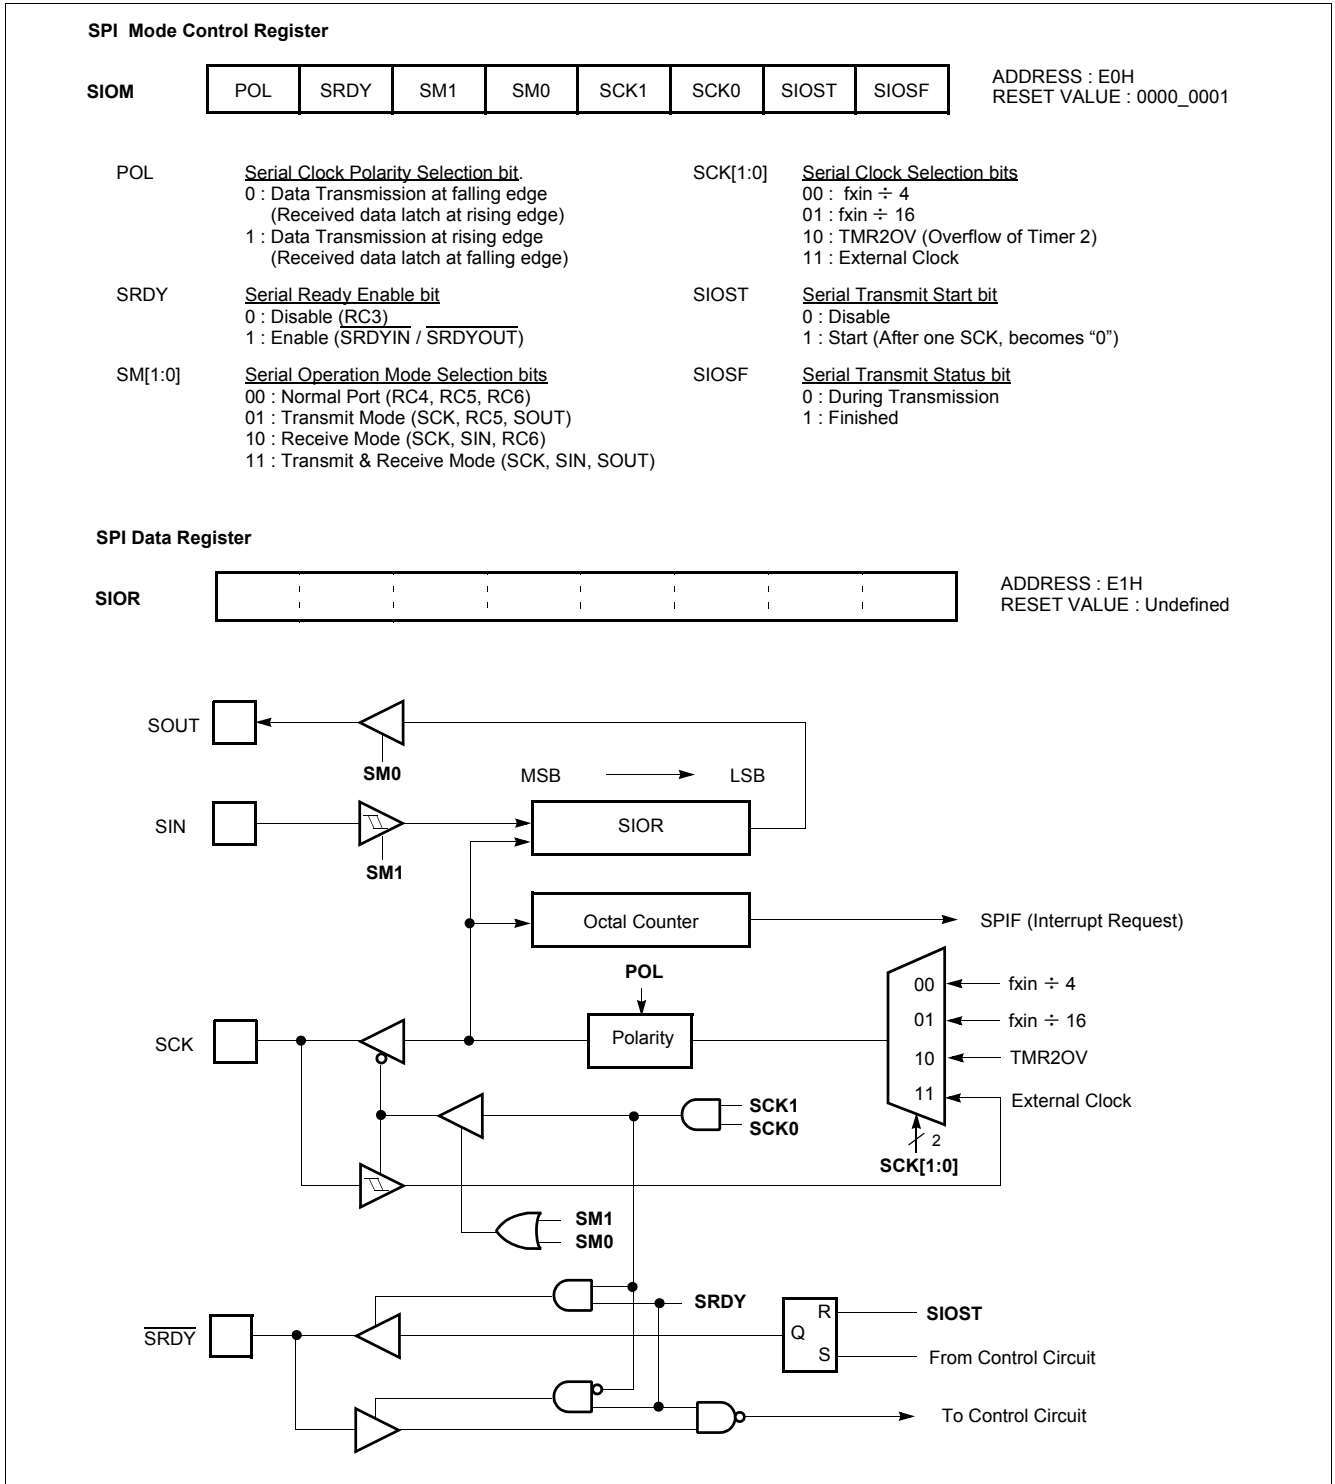 SPI Mode Control Register
SIOM POL SRDY SM1 SM0 SCK1 SCK0 SIOST SIOSF
ADDRESS : E0H
RESET VALUE : 0000_0001
POL Serial Clock Polarity Selection bit.
0 : Data Transmission at falling edge
(Received data latch at rising edge)
1 : Data Transmission at rising edge
(Received data latch at falling edge)
SRDY Serial Ready Enable bit
0 : Disable (RC3)
1 : Enable (SRDYIN / SRDYOUT)
SM[1:0] Serial Operation Mode Selection bits
00 : Normal Port (RC4, RC5, RC6)
01 : Transmit Mode (SCK, RC5, SOUT)
10 : Receive Mode (SCK, SIN, RC6)
11 : Transmit & Receive Mode (SCK, SIN, SOUT)
SCK[1:0] Serial Clock Selection bits
00 : fxin ÷ 4
01 : fxin ÷ 16
10 : TMR2OV (Overflow of Timer 2)
11 : External Clock
SIOST Serial Transmit Start bit
0 : Disable
1 : Start (After one SCK, becomes “0”)
SIOSF Serial Transmit Status bit
0 : During Transmission
1 : Finished
SPI Data Register
SIOR
ADDRESS : E1H
RESET VALUE : Undefined
SOUT
SM0
MSB LSB
SIN
SIOR
SM1
Octal Counter
SPIF (Interrupt Request)
POL
00 fxin ÷ 4
01 fxin ÷ 16
SCK
Polarity
10 TMR2OV
11 External Clock
SCK1
SCK0
2
SCK[1:0]
SM1
SM0
SRDY
SRDY
R SIOST
Q
S From Control Circuit
To Control Circuit